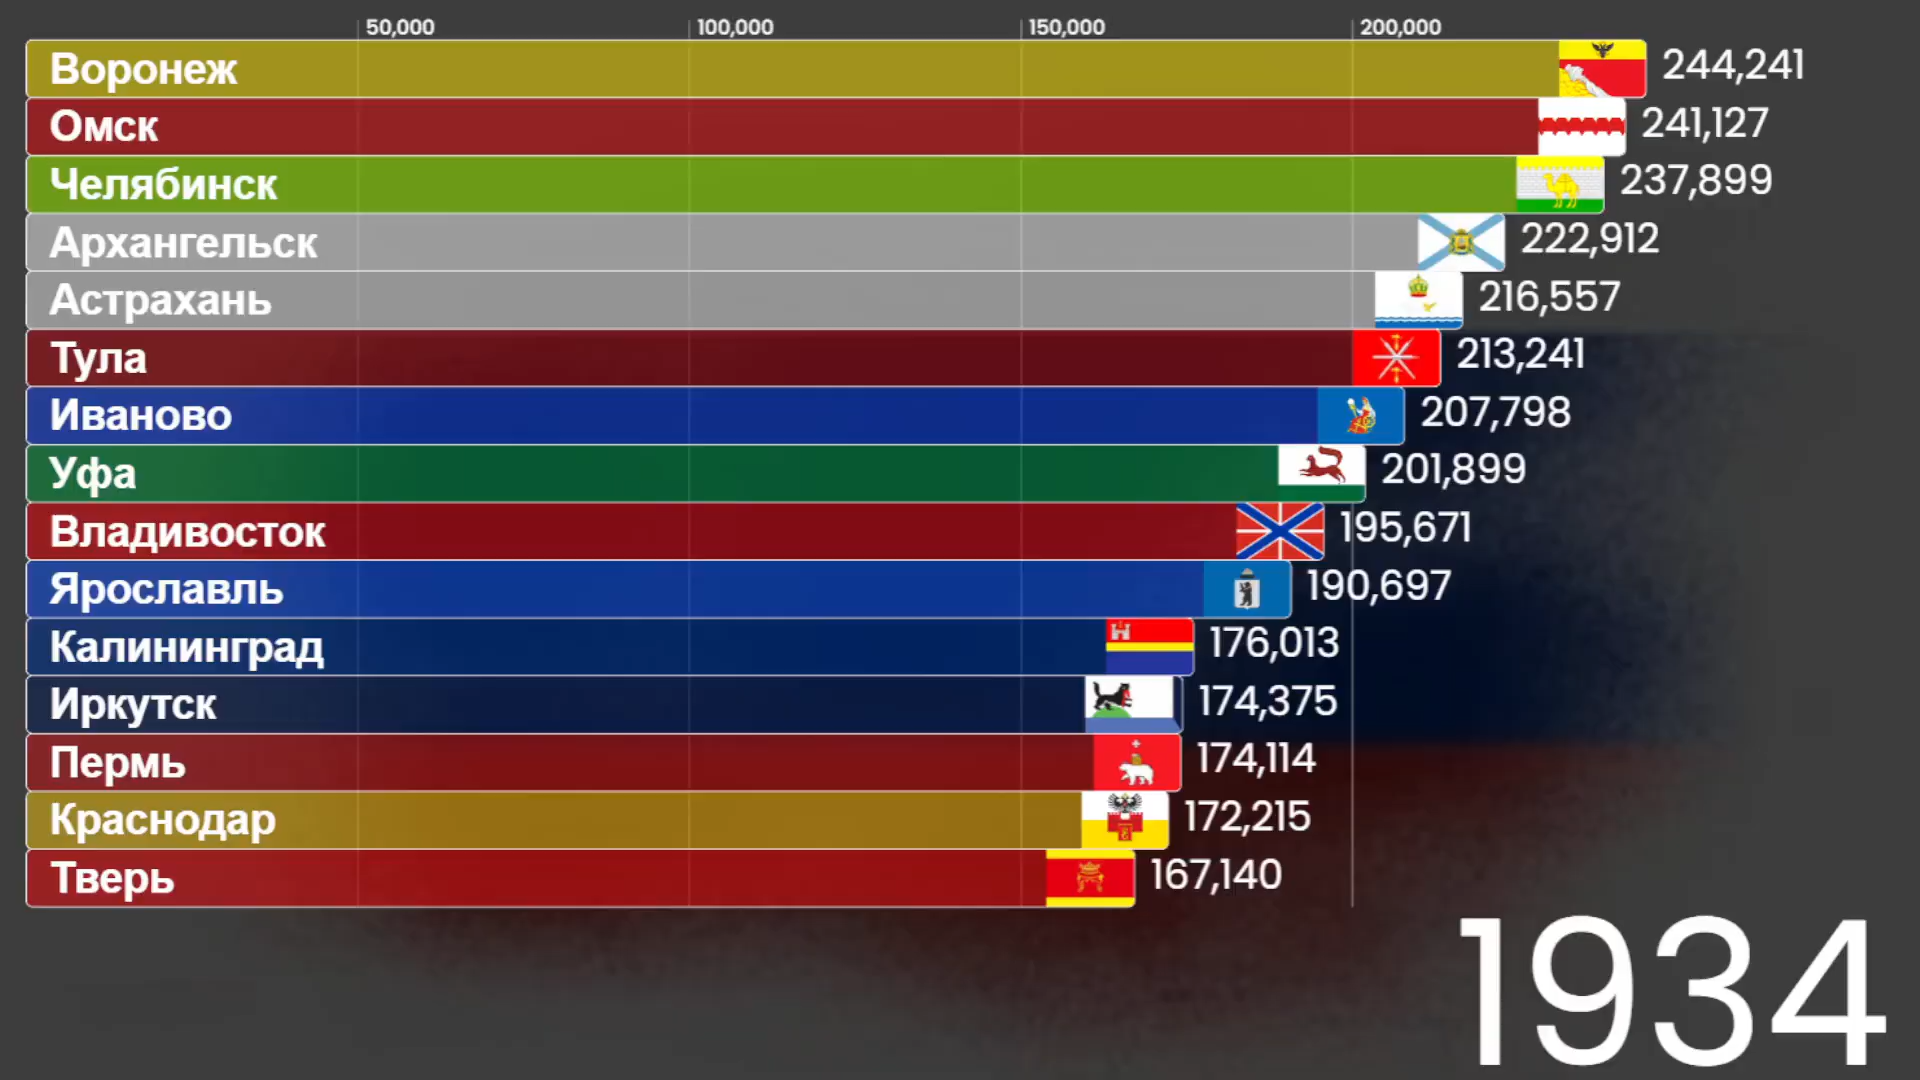 50,000 100,000 150,000 200,000
Воронеж 244,241
Омск 241,127
Челябинск 237,899
Архангельск 222,912
Астрахань 216,557
Тула 213,241
Иваново 207,798
Уфа 201,899
Владивосток 195,671
Ярославль 190,697
Калининград 176,013
Иркутск 174,375
Пермь 174,114
Краснодар 172,215
Тверь 167,140
1934